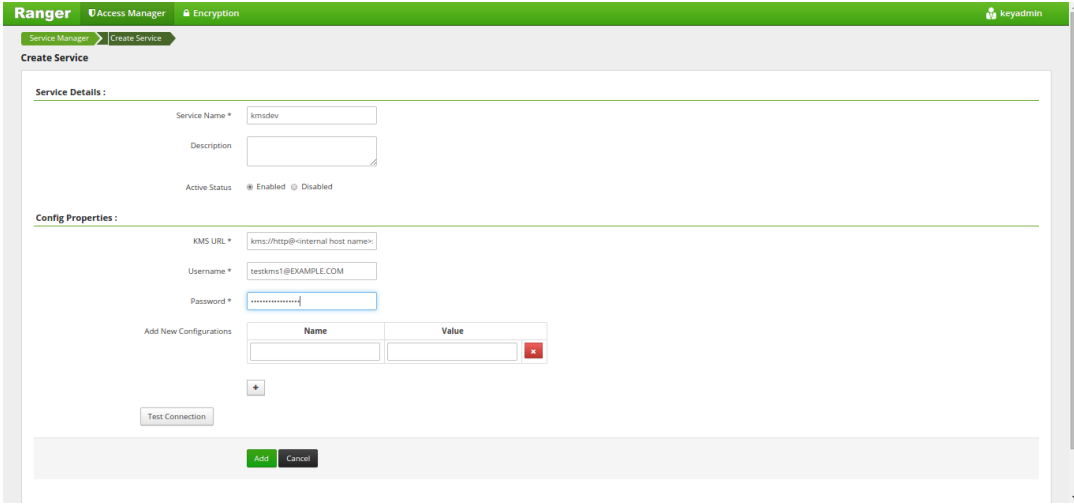 Ranger Access Manager Encryption keyadmin
Service Manager Create Service
Create Service
Service Details :
Service Name * kmsdev
Description
Active Status Enabled Disabled
Config Properties :
KMS URL * kms://http@<internal host name>:
Username * testkms1@EXAMPLE.COM
Password * •••••••••••••••••
Add New Configurations Name Value
x
+
Test Connection
Add Cancel